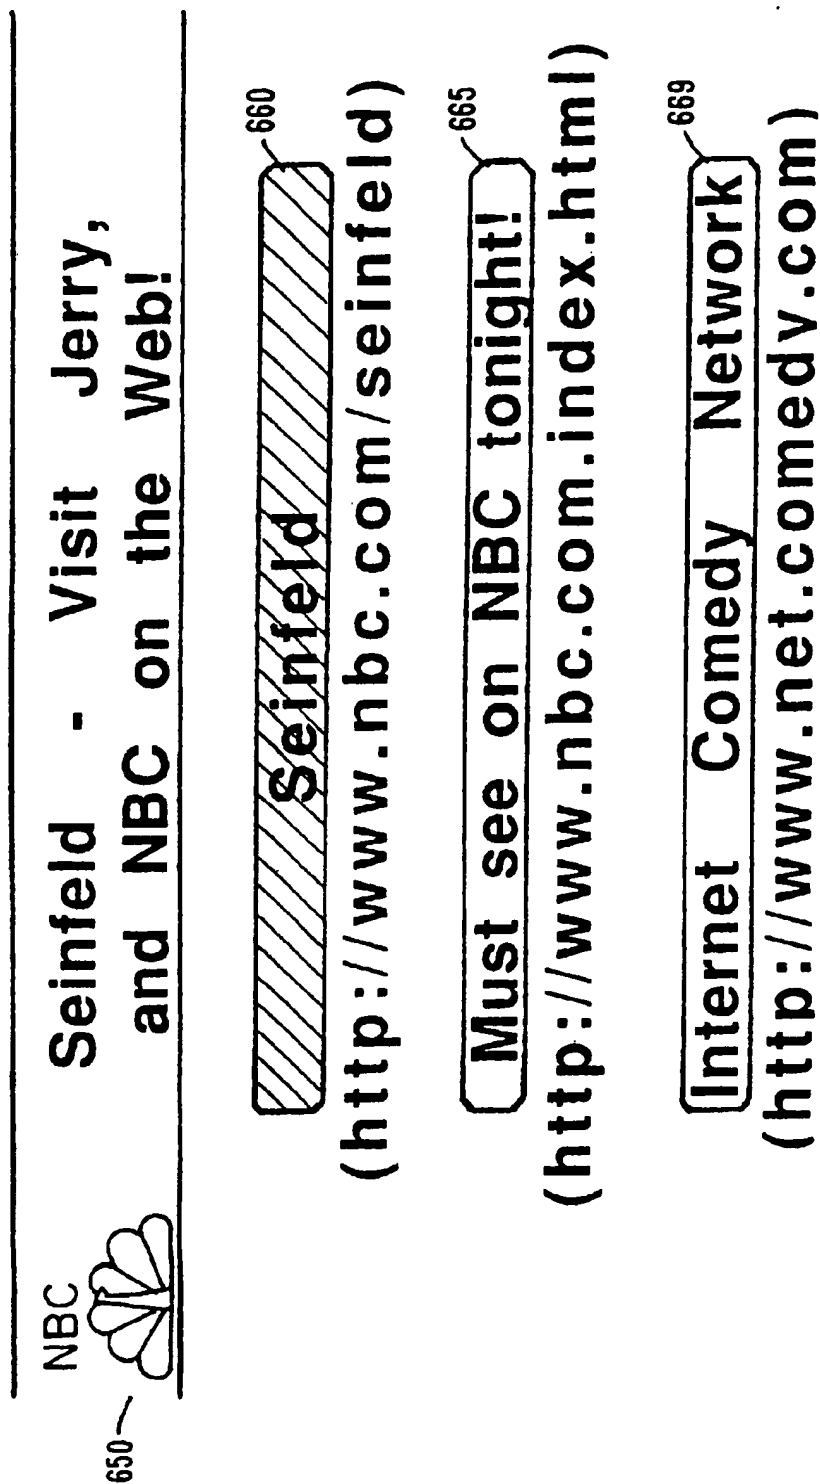 650
NBC
Seinfeld - Visit Jerry,
and NBC on the Web!
660
Seinfeld
(http://www.nbc.com/seinfeld)
665
Must see on NBC tonight!
(http://www.nbc.com.index.html)
669
Internet Comedy Network
(http://www.net.comedy.com)